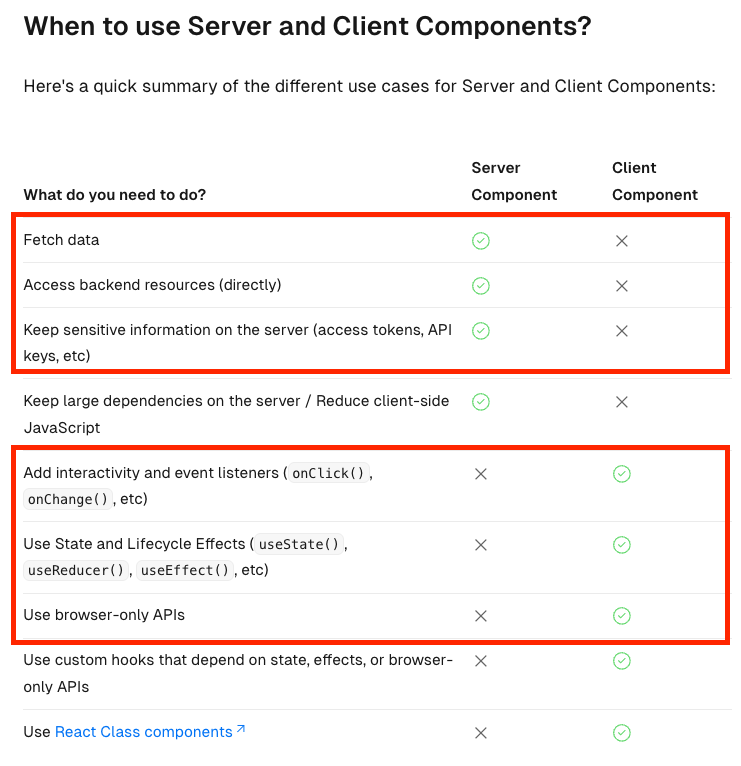 When to use Server and Client Components?
Here's a quick summary of the different use cases for Server and Client Components:
Server Client
What do you need to do? Component Component
Fetch data
Access backend resources (directly)
Keep sensitive information on the server (access tokens, API
keys, etc)
Keep large dependencies on the server / Reduce client-side
JavaScript
Add interactivity and event listeners ( onClick() ,
onChange() , etc)
Use State and Lifecycle Effects ( useState() ,
useReducer() , useEffect() , etc)
Use browser-only APIs
Use custom hooks that depend on state, effects, or browser-
only APIs
Use React Class components